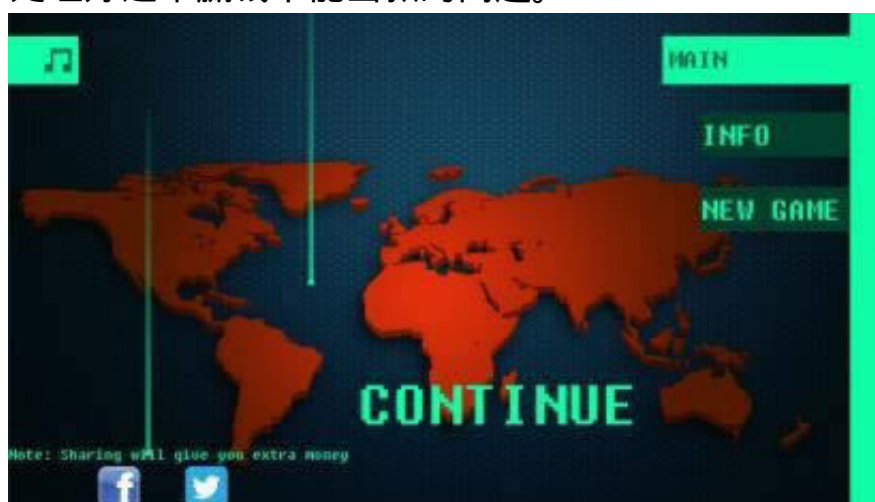 MAIN
INFO
NEW GAME
CONTINUE
Note: Sharing will give you extra money